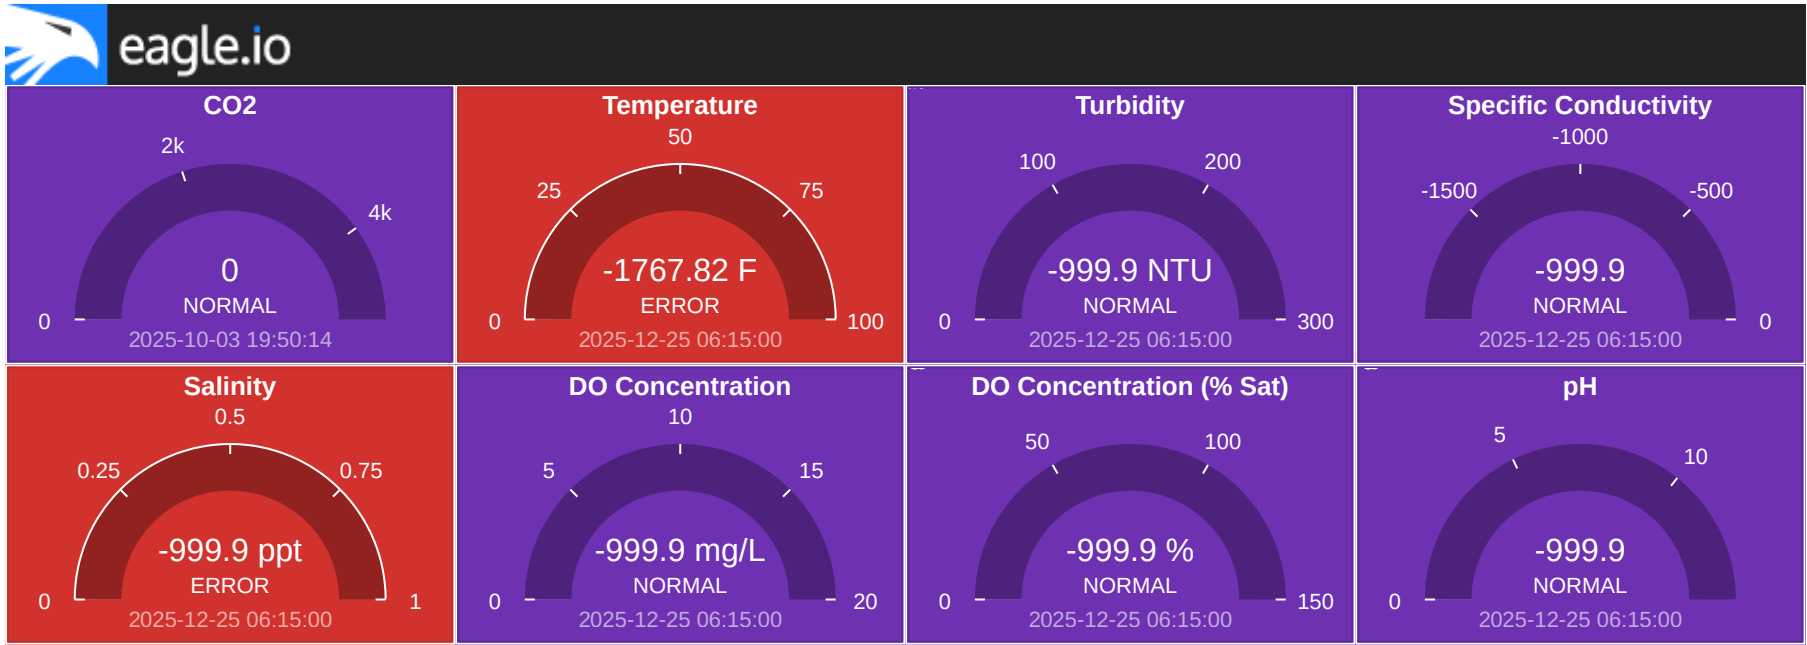 eagle.io
CO2
2k
4k
0
NORMAL
0
2025-10-03 19:50:14
Temperature
50
25
75
-1767.82 F
ERROR
0
100
2025-12-25 06:15:00
Turbidity
100
200
-999.9 NTU
NORMAL
0
300
2025-12-25 06:15:00
Specific Conductivity
-1000
-1500
-500
-999.9
NORMAL
0
2025-12-25 06:15:00
Salinity
0.5
0.25
0.75
-999.9 ppt
ERROR
0
1
2025-12-25 06:15:00
DO Concentration
10
5
15
-999.9 mg/L
NORMAL
0
20
2025-12-25 06:15:00
DO Concentration (% Sat)
50
100
-999.9 %
NORMAL
0
150
2025-12-25 06:15:00
pH
5
10
-999.9
NORMAL
0
2025-12-25 06:15:00